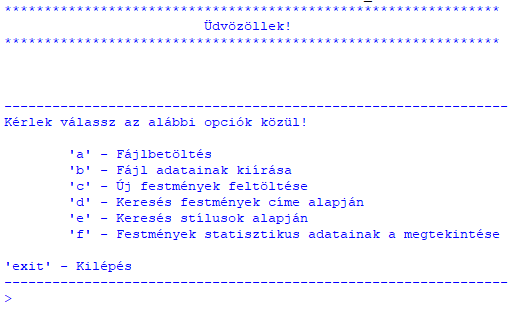 **************************************************************
Üdvözöllek!
**************************************************************
---------------------------------------------------------------
Kérlek válassz az alábbi opciók közül!
'a' - Fájlbetöltés
'b' - Fájl adatainak kiírása
'c' - Új festmények feltöltése
'd' - Keresés festmények címe alapján
'e' - Keresés stílusok alapján
'f' - Festmények statisztikus adatainak a megtekintése
'exit' - Kilépés
---------------------------------------------------------------
>